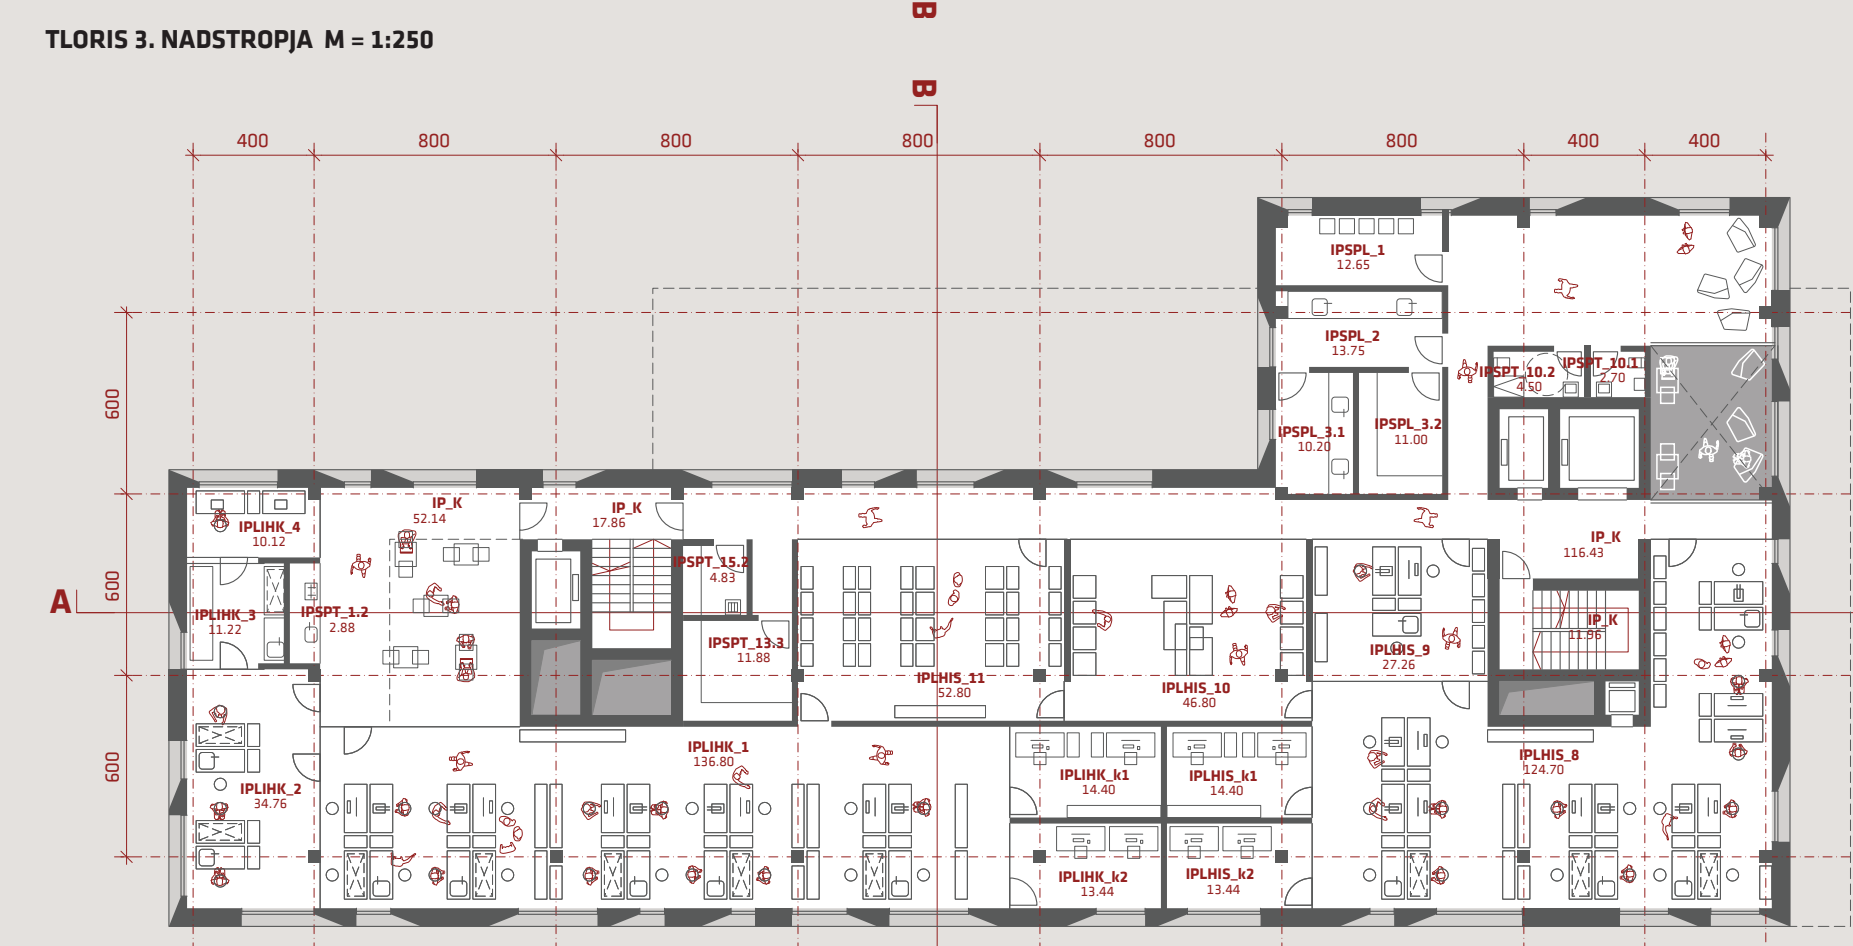 B
TLORIS 3. NADSTROPJA M = 1:250
B
400 800 800 800 800 800 400 400
IPSPL_1
12.65
IPSPL_2
13.75
IPSPT_10.2
4.50
IPSPT_10.1
2.70
600
IPSPL_3.1
10.20
IPSPL_3.2
11.00
IPLIHK_4
10.12
IP_K
52.14
IP_K
17.86
IP_K
116.43
IPSPT_15.2
4.83
600
A
IPLIHK_3
11.22
IPSPT_1.2
2.88
IP_K
11.96
IPSPT_13.3
11.88
IPLHIS_9
27.26
IPLHIS_11
52.80
IPLHIS_10
46.80
600
IPLIHK_1
136.80
IPLHIS_8
124.70
IPLIHK_2
34.76
IPLIHK_k1
14.40
IPLHIS_k1
14.40
IPLIHK_k2
13.44
IPLHIS_k2
13.44